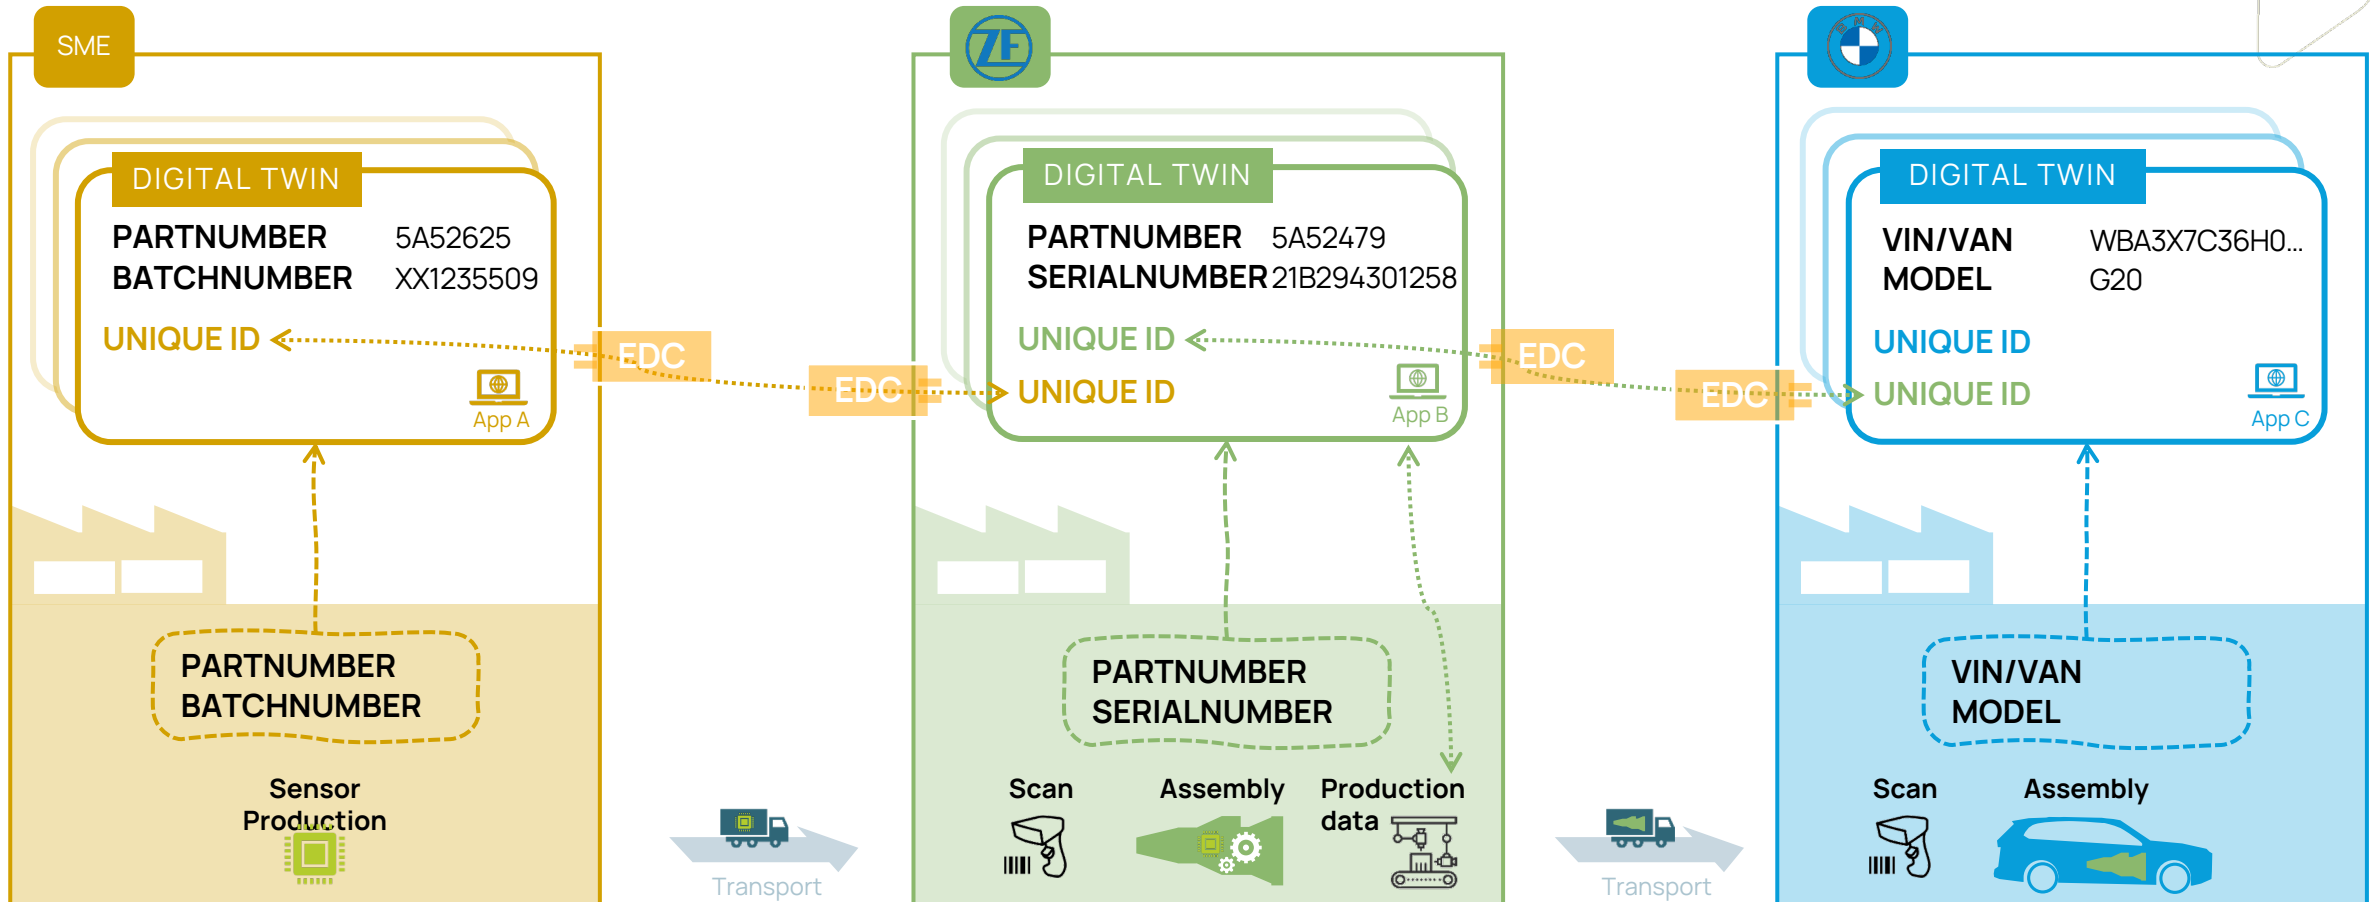 SME
ZF
BMW
DIGITAL TWIN
PARTNUMBER 5A52625
BATCHNUMBER XX1235509
UNIQUE ID
App A
EDC
EDC
DIGITAL TWIN
PARTNUMBER 5A52479
SERIALNUMBER 21B294301258
UNIQUE ID
UNIQUE ID
App B
EDC
EDC
DIGITAL TWIN
VIN/VAN WBA3X7C36H0...
MODEL G20
UNIQUE ID
UNIQUE ID
App C
PARTNUMBER
BATCHNUMBER
Sensor
Production
Transport
PARTNUMBER
SERIALNUMBER
Scan
Assembly
Production
data
Transport
VIN/VAN
MODEL
Scan
Assembly